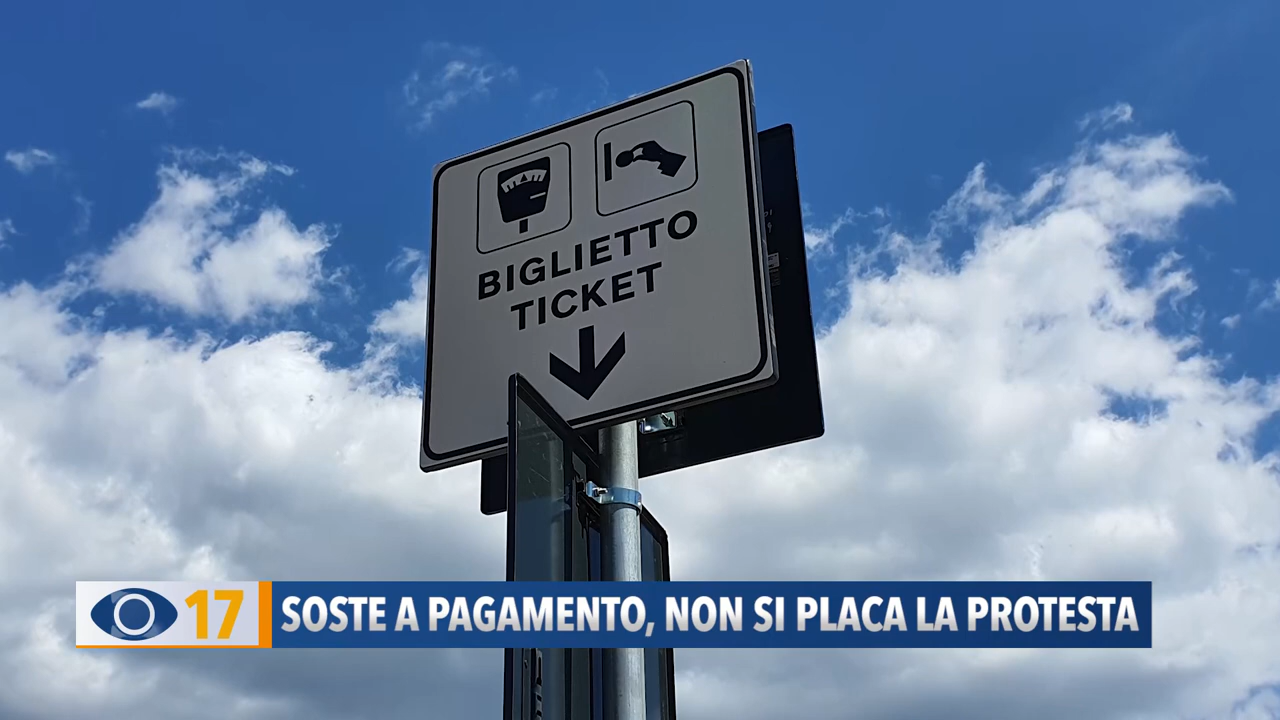 BIGLIETTO
TICKET
17 SOSTE A PAGAMENTO, NON SI PLACA LA PROTESTA